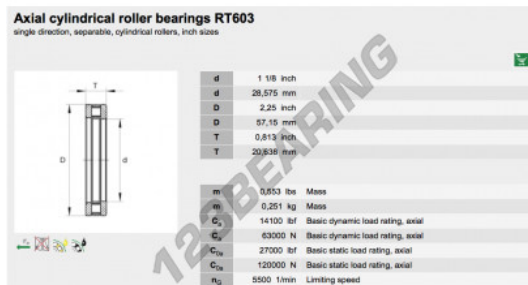 Axial cylindrical roller bearings RT603
single direction, separable, cylindrical rollers, inch sizes
T
D
d
d 1 1/8 inch
d 28,575 mm
D 2,25 inch
D 57,15 mm
T 0,813 inch
T 20,638 mm
m 0,553 lbs Mass
m 0,251 kg Mass
Ca 14100 lbf Basic dynamic load rating, axial
Ca 63000 N Basic dynamic load rating, axial
C0a 27000 lbf Basic static load rating, axial
C0a 120000 N Basic static load rating, axial
nG 5500 1/min Limiting speed
123BEARING